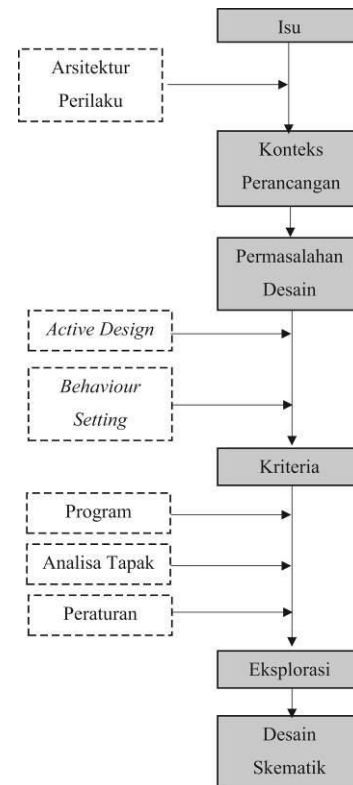 Isu
Arsitektur
Perilaku
Konteks
Perancangan
Permasalahan
Desain
Active Design
Behaviour
Setting
Kriteria
Program
Analisa Tapak
Peraturan
Eksplorasi
Desain
Skematik